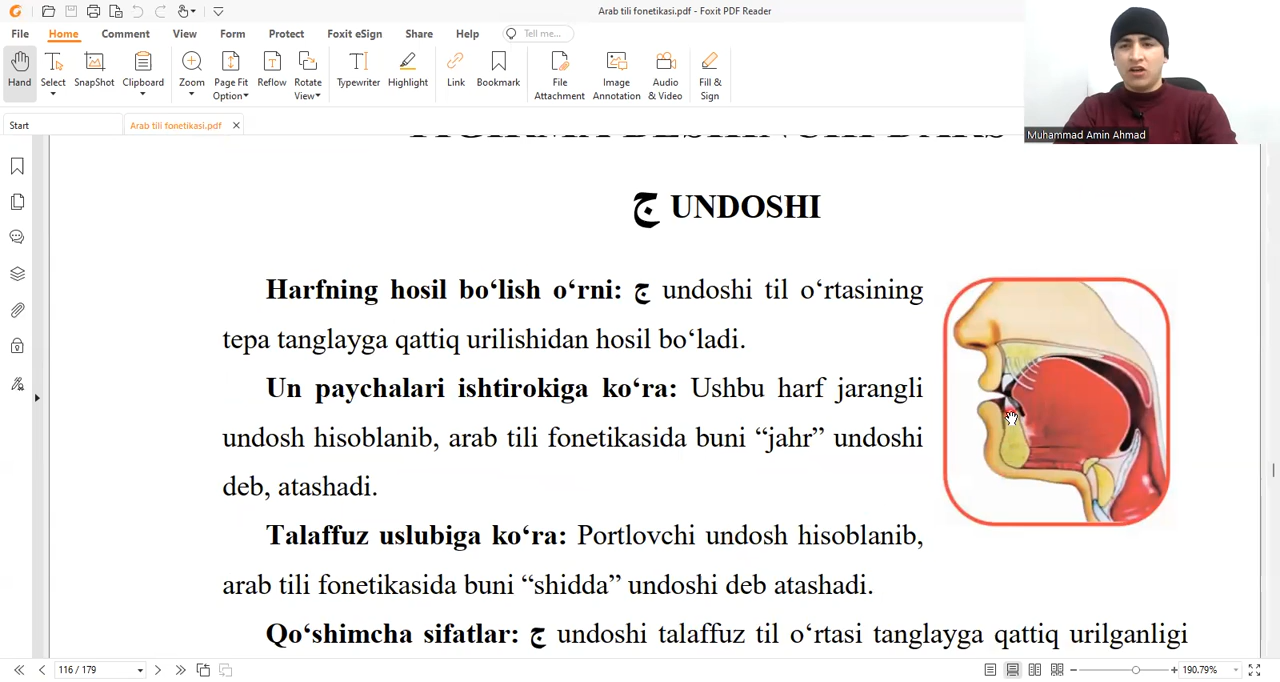 Arab tili fonetikasi.pdf - Foxit PDF Reader
File Home Comment View Form Protect Foxit eSign Share Help Tell me...
Hand Select SnapShot Clipboard Zoom Page Fit Option Reflow Rotate View Typewriter Highlight Link Bookmark File Attachment Image Annotation Audio & Video Fill & Sign
Muhammad Amin Ahmad
Start Arab tili fonetikasi.pdf
YIGIRMA BESHINCHI DARS
ج UNDOSHI
Harfning hosil bo‘lish o‘rni: ج undoshi til o‘rtasining
tepa tanglayga qattiq urilishidan hosil bo‘ladi.
Un paychalari ishtirokiga ko‘ra: Ushbu harf jarangli
undosh hisoblanib, arab tili fonetikasida buni “jahr” undoshi
deb, atashadi.
Talaffuz uslubiga ko‘ra: Portlovchi undosh hisoblanib,
arab tili fonetikasida buni “shidda” undoshi deb atashadi.
Qo‘shimcha sifatlar: ج undoshi talaffuz til o‘rtasi tanglayga qattiq urilganligi
116 / 179 190.79%